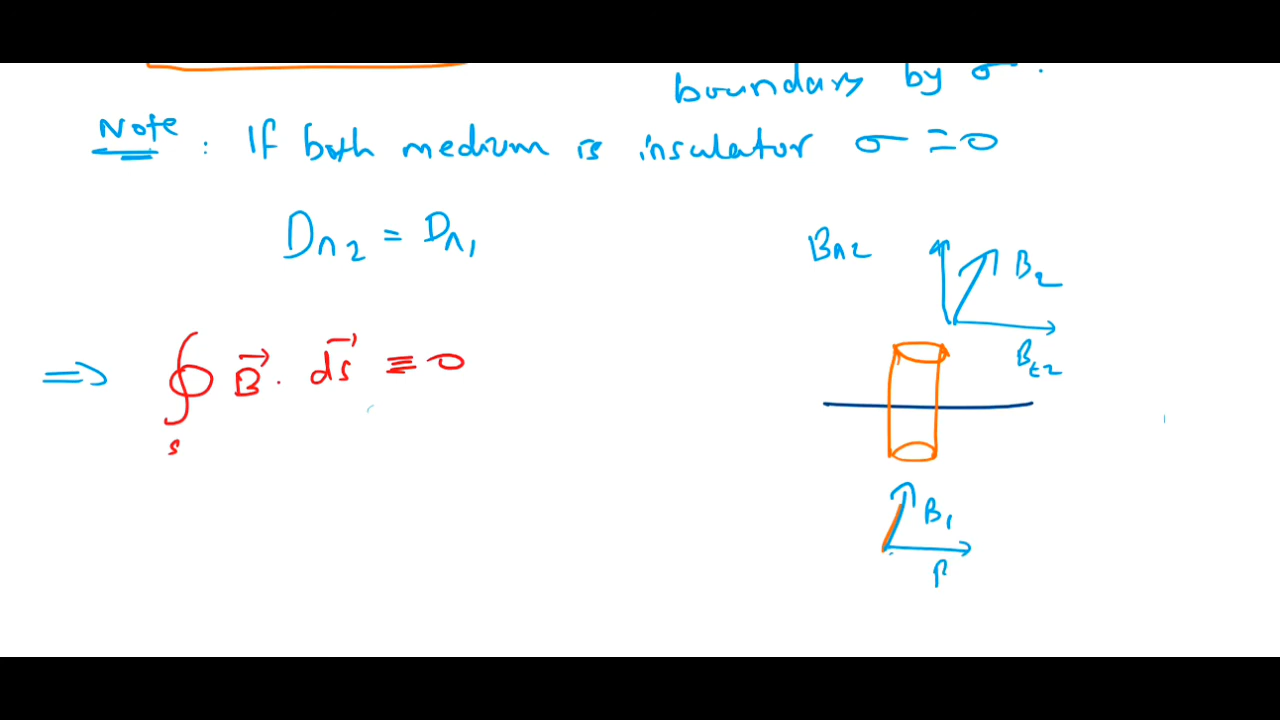 boundary by σ .
Note : If both medium is insulator σ = 0
Dn2 = Dn1
Bn2
B2
Bt2
⇒ ∮s B⃗ . ds⃗ = 0
B1